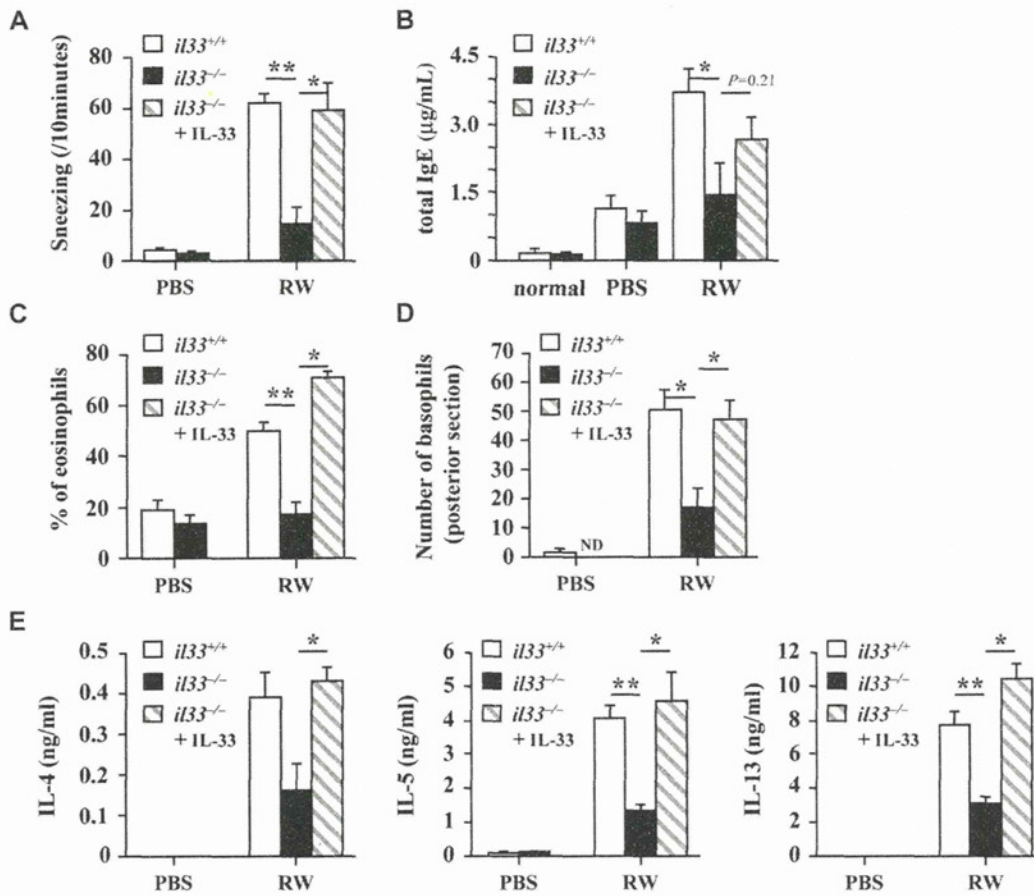 A
Sneezing (/10minutes)
80
60
40
20
0
il33+/+
il33−/−
il33−/−
+ IL-33
**
*
PBS
RW
B
total IgE (µg/mL)
4.5
3.0
1.5
0
il33+/+
il33−/−
il33−/−
+ IL-33
*
P=0.21
normal
PBS
RW
C
% of eosinophils
80
60
40
20
0
il33+/+
il33−/−
il33−/−
+ IL-33
**
*
PBS
RW
D
Number of basophils
(posterior section)
70
60
50
40
30
20
10
0
il33+/+
il33−/−
il33−/−
+ IL-33
*
*
ND
PBS
RW
E
IL-4 (ng/ml)
0.5
0.4
0.3
0.2
0.1
0
il33+/+
il33−/−
il33−/−
+ IL-33
*
PBS
RW
IL-5 (ng/ml)
6
5
4
3
2
1
0
il33+/+
il33−/−
il33−/−
+ IL-33
**
*
PBS
RW
IL-13 (ng/ml)
12
10
8
6
4
2
0
il33+/+
il33−/−
il33−/−
+ IL-33
**
*
PBS
RW